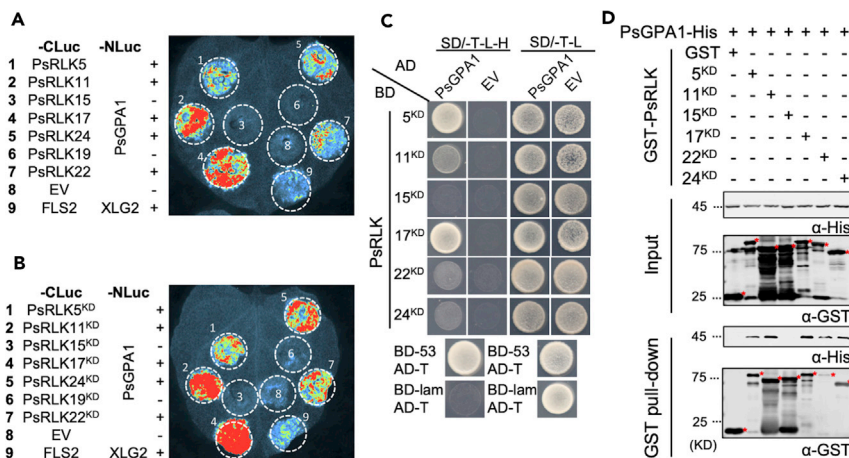 A
-CLuc -NLuc
1 PsRLK5 +
2 PsRLK11 +
3 PsRLK15 -
4 PsRLK17 +
5 PsRLK24 +
6 PsRLK19 -
7 PsRLK22 +
8 EV -
9 FLS2 XLG2 +
PsGPA1
1
2
3
4
5
6
7
8
9
B
-CLuc -NLuc
1 PsRLK5KD +
2 PsRLK11KD +
3 PsRLK15KD -
4 PsRLK17KD +
5 PsRLK24KD +
6 PsRLK19KD -
7 PsRLK22KD +
8 EV -
9 FLS2 XLG2 +
PsGPA1
1
2
3
4
5
6
7
8
9
C
SD/-T-L-H SD/-T-L
AD
BD
PsGPA1 EV PsGPA1 EV
PsRLK
5KD
11KD
15KD
17KD
22KD
24KD
BD-53 BD-53
AD-T AD-T
BD-lam BD-lam
AD-T AD-T
D
PsGPA1-His + + + + + + +
GST + - - - - - -
GST-PsRLK
5KD - + - - - - -
11KD - - + - - - -
15KD - - - + - - -
17KD - - - - + - -
22KD - - - - - + -
24KD - - - - - - +
Input
45
α-His
75
25
α-GST
GST pull-down
45
α-His
75
25
(KD)
α-GST